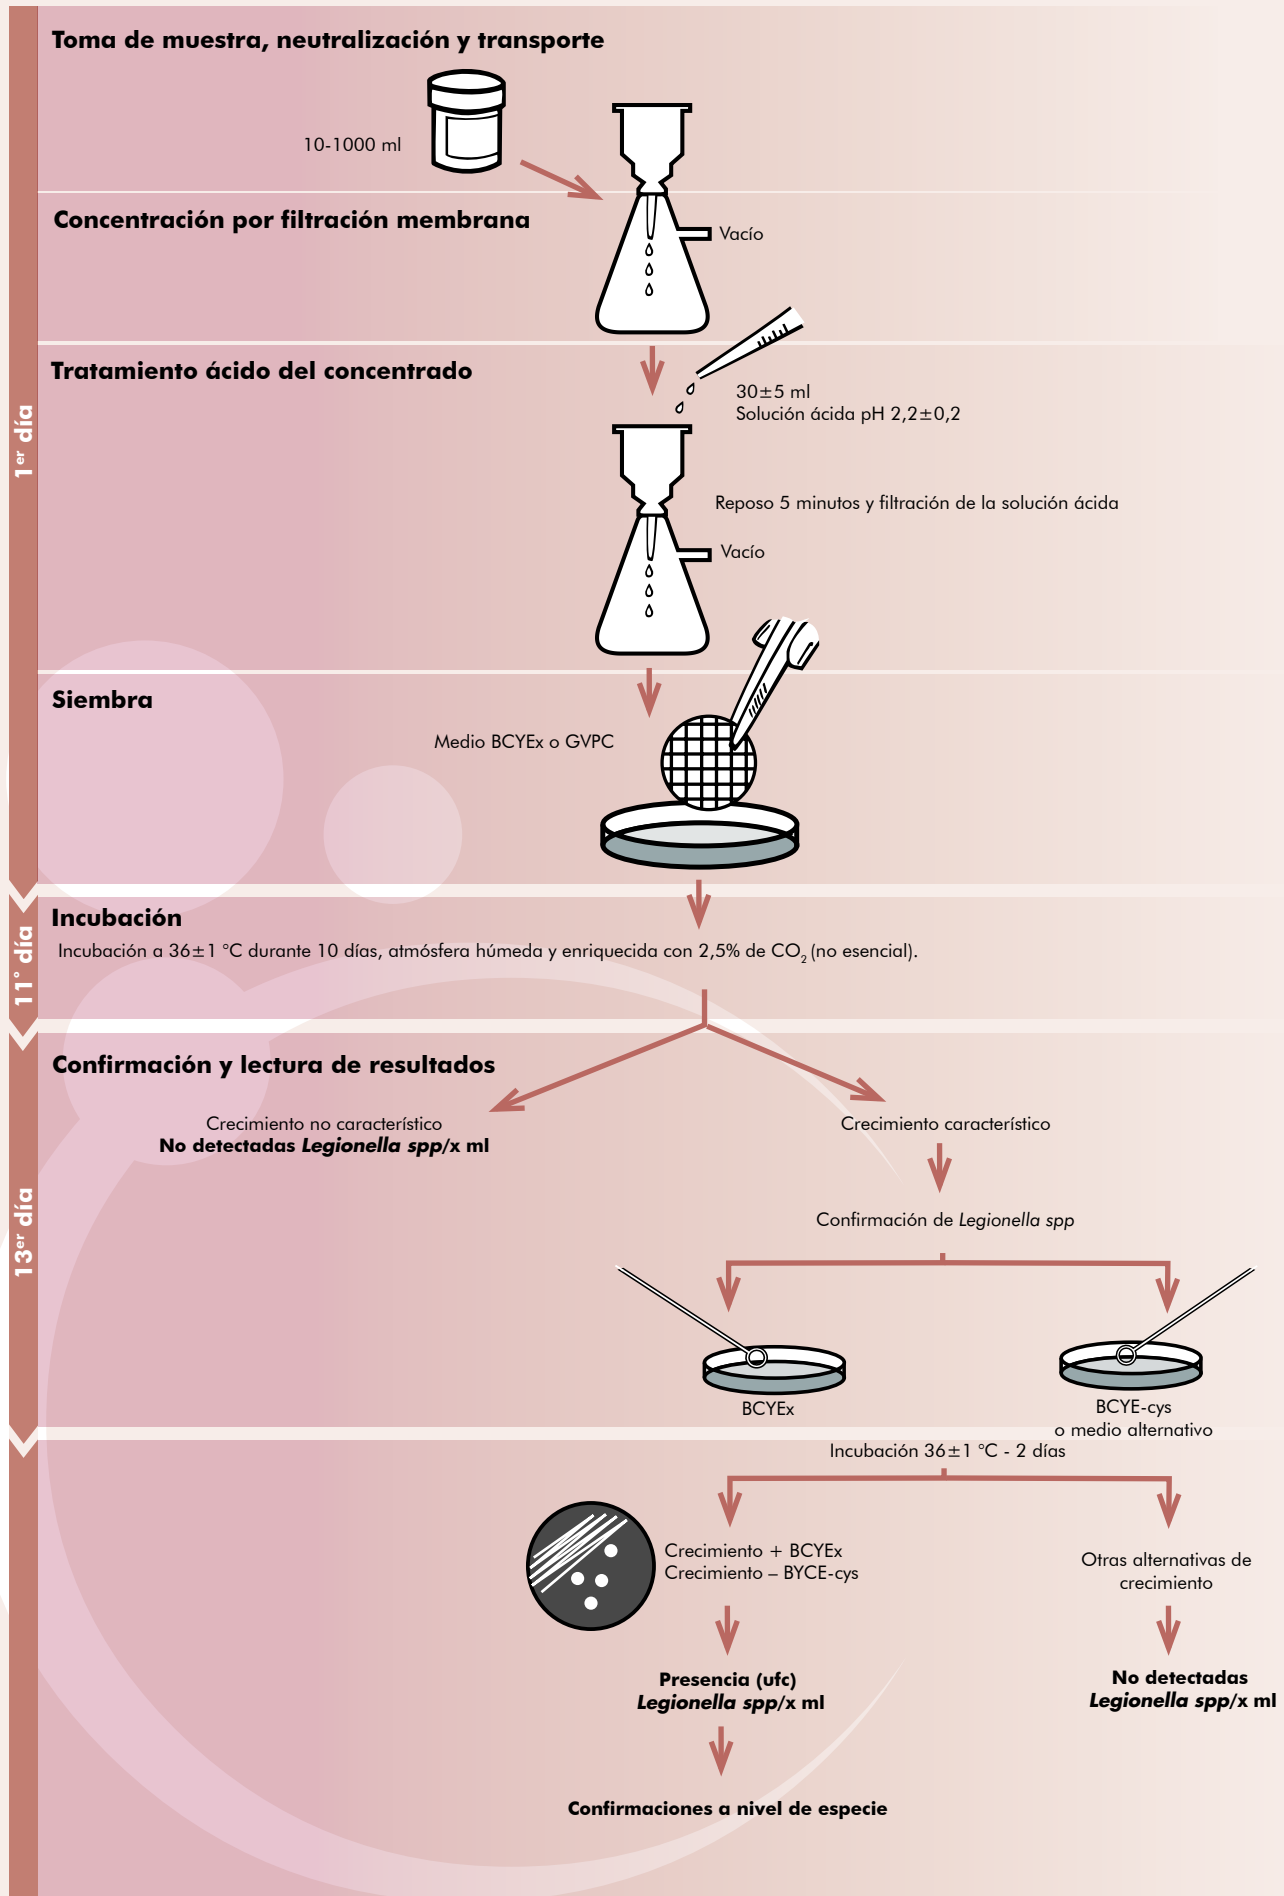 Toma de muestra, neutralización y transporte
10-1000 ml
Concentración por filtración membrana
Vacío
Tratamiento ácido del concentrado
30±5 ml
Solución ácida pH 2,2±0,2
1er día
Reposo 5 minutos y filtración de la solución ácida
Vacío
Siembra
Medio BCYEx o GVPC
Incubación
11° día
Incubación a 36±1 °C durante 10 días, atmósfera húmeda y enriquecida con 2,5% de CO2 (no esencial).
Confirmación y lectura de resultados
Crecimiento no característico
No detectadas Legionella spp/x ml
Crecimiento característico
13er día
Confirmación de Legionella spp
BCYEx
BCYE-cys
o medio alternativo
Incubación 36±1 °C - 2 días
Crecimiento + BCYEx
Crecimiento – BYCE-cys
Otras alternativas de
crecimiento
Presencia (ufc)
Legionella spp/x ml
No detectadas
Legionella spp/x ml
Confirmaciones a nivel de especie